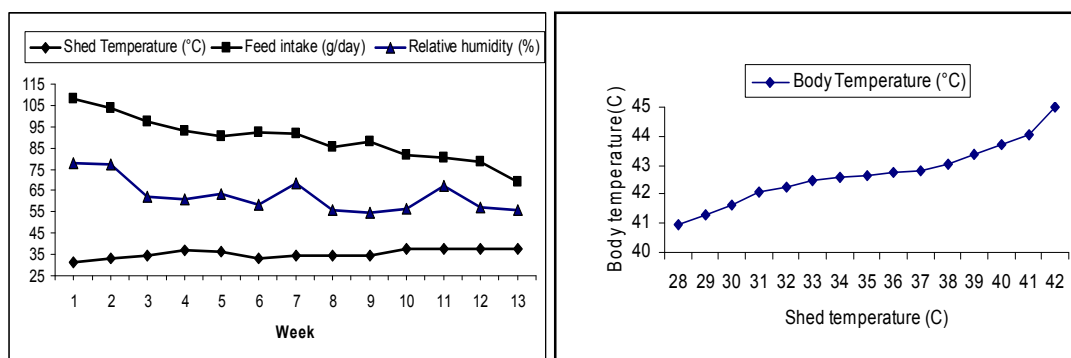 Shed Temperature (°C) Feed intake (g/day) Relative humidity (%)
115
105
95
85
75
65
55
45
35
25
1 2 3 4 5 6 7 8 9 10 11 12 13
Week
Body Temperature (°C)
Body temperature(C)
45
44
43
42
41
40
28 29 30 31 32 33 34 35 36 37 38 39 40 41 42
Shed temperature (C)